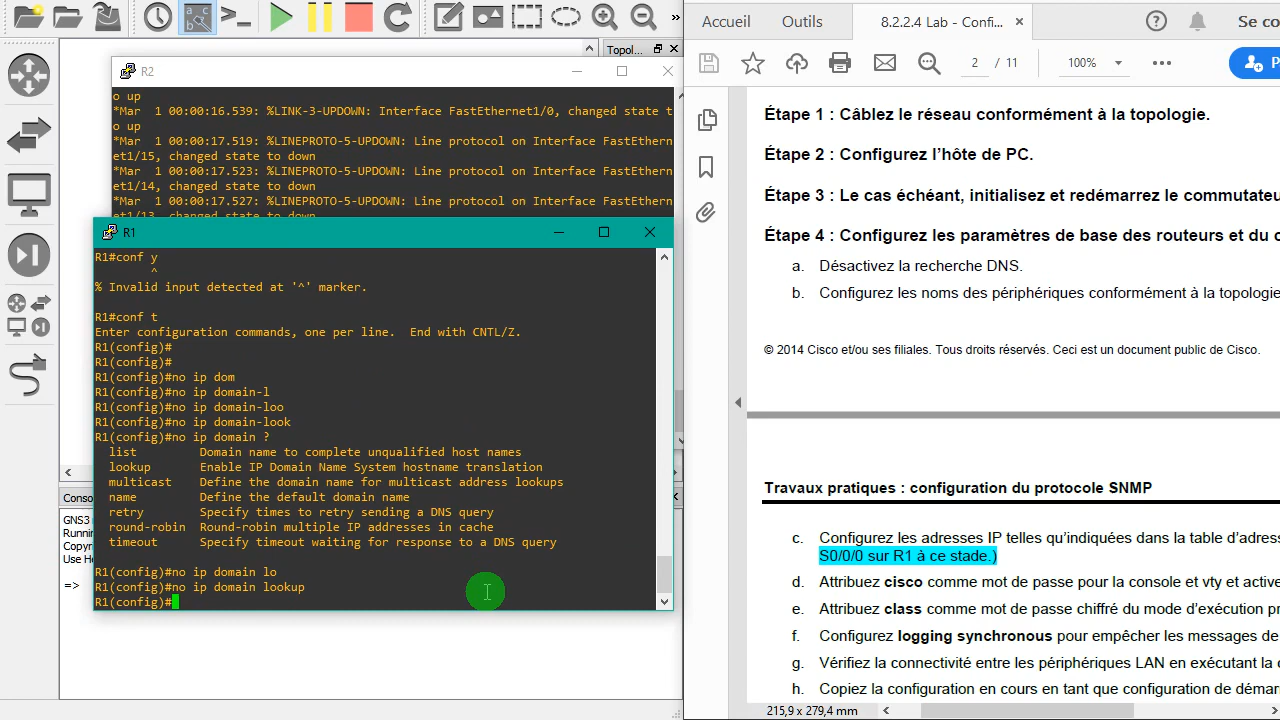 Topol...
R2
o up
*Mar  1 00:00:16.539: %LINK-3-UPDOWN: Interface FastEthernet1/0, changed state t
o up
*Mar  1 00:00:17.519: %LINEPROTO-5-UPDOWN: Line protocol on Interface FastEthern
et1/15, changed state to down
*Mar  1 00:00:17.523: %LINEPROTO-5-UPDOWN: Line protocol on Interface FastEthern
et1/14, changed state to down
*Mar  1 00:00:17.527: %LINEPROTO-5-UPDOWN: Line protocol on Interface FastEthern
et1/13, changed state to down
R1
R1#conf y
^
% Invalid input detected at '^' marker.
R1#conf t
Enter configuration commands, one per line.  End with CNTL/Z.
R1(config)#
R1(config)#
R1(config)#no ip dom
R1(config)#no ip domain-l
R1(config)#no ip domain-loo
R1(config)#no ip domain-look
R1(config)#no ip domain ?
list Domain name to complete unqualified host names
lookup Enable IP Domain Name System hostname translation
multicast Define the domain name for multicast address lookups
name Define the default domain name
retry Specify times to retry sending a DNS query
round-robin Round-robin multiple IP addresses in cache
timeout Specify timeout waiting for response to a DNS query
R1(config)#no ip domain lo
R1(config)#no ip domain lookup
R1(config)#
Conso
GNS3
Runnin
Copyr
Use H
=>
Accueil Outils 8.2.2.4 Lab - Confi... × Se co
2 / 11 100%
Étape 1 : Câblez le réseau conformément à la topologie.
Étape 2 : Configurez l’hôte de PC.
Étape 3 : Le cas échéant, initialisez et redémarrez le commutate
Étape 4 : Configurez les paramètres de base des routeurs et du c
a. Désactivez la recherche DNS.
b. Configurez les noms des périphériques conformément à la topologie
© 2014 Cisco et/ou ses filiales. Tous droits réservés. Ceci est un document public de Cisco.
Travaux pratiques : configuration du protocole SNMP
c. Configurez les adresses IP telles qu’indiquées dans la table d’adres
S0/0/0 sur R1 à ce stade.)
d. Attribuez cisco comme mot de passe pour la console et vty et active
e. Attribuez class comme mot de passe chiffré du mode d’exécution pr
f. Configurez logging synchronous pour empêcher les messages de
g. Vérifiez la connectivité entre les périphériques LAN en exécutant la c
h. Copiez la configuration en cours en tant que configuration de démar
215,9 x 279,4 mm